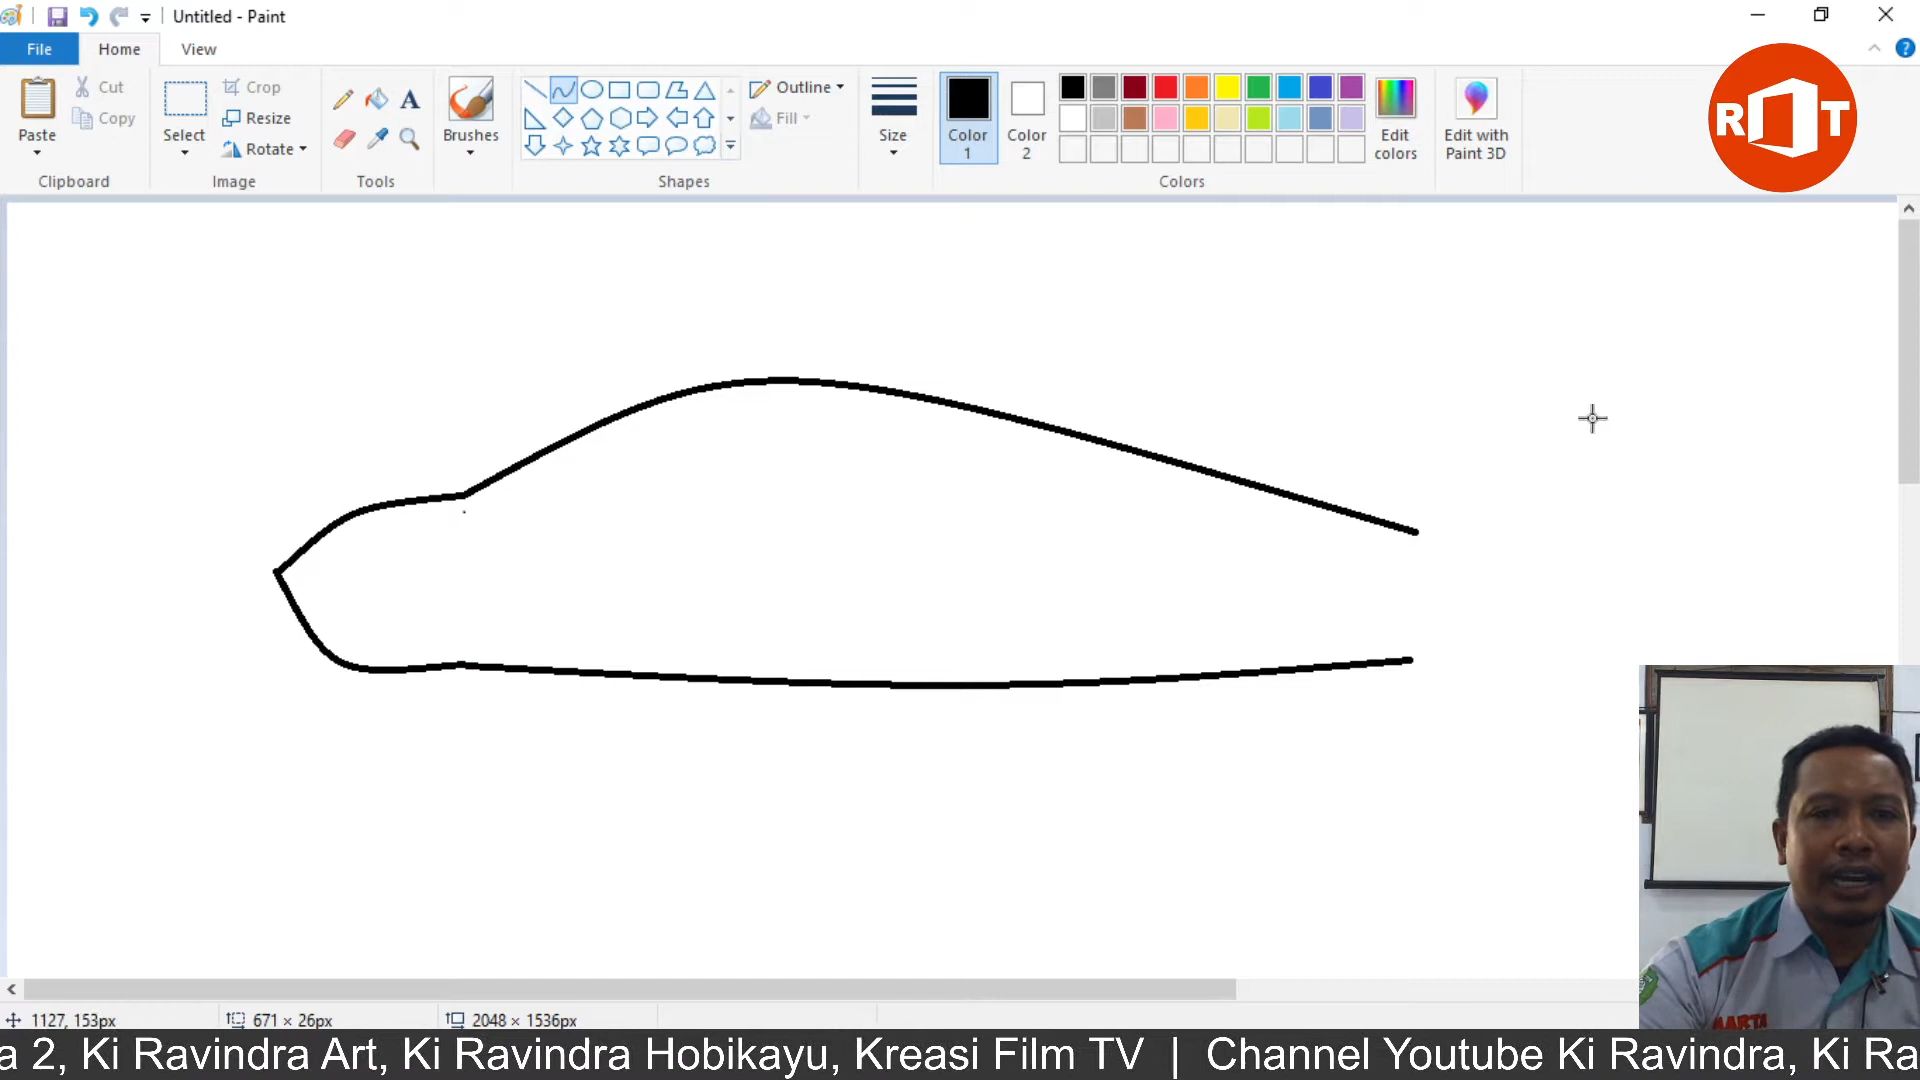 Untitled - Paint
File Home View
Paste
Cut
Copy
Clipboard
Select
Crop
Resize
Rotate
Image
Tools
Brushes
Shapes
Outline
Fill
Size
Color 1
Color 2
Colors
Edit colors
Edit with Paint 3D
R T
1127, 153px
671 × 26px
2048 × 1536px
a 2, Ki Ravindra Art, Ki Ravindra Hobikayu, Kreasi Film TV | Channel Youtube Ki Ravindra, Ki Ra